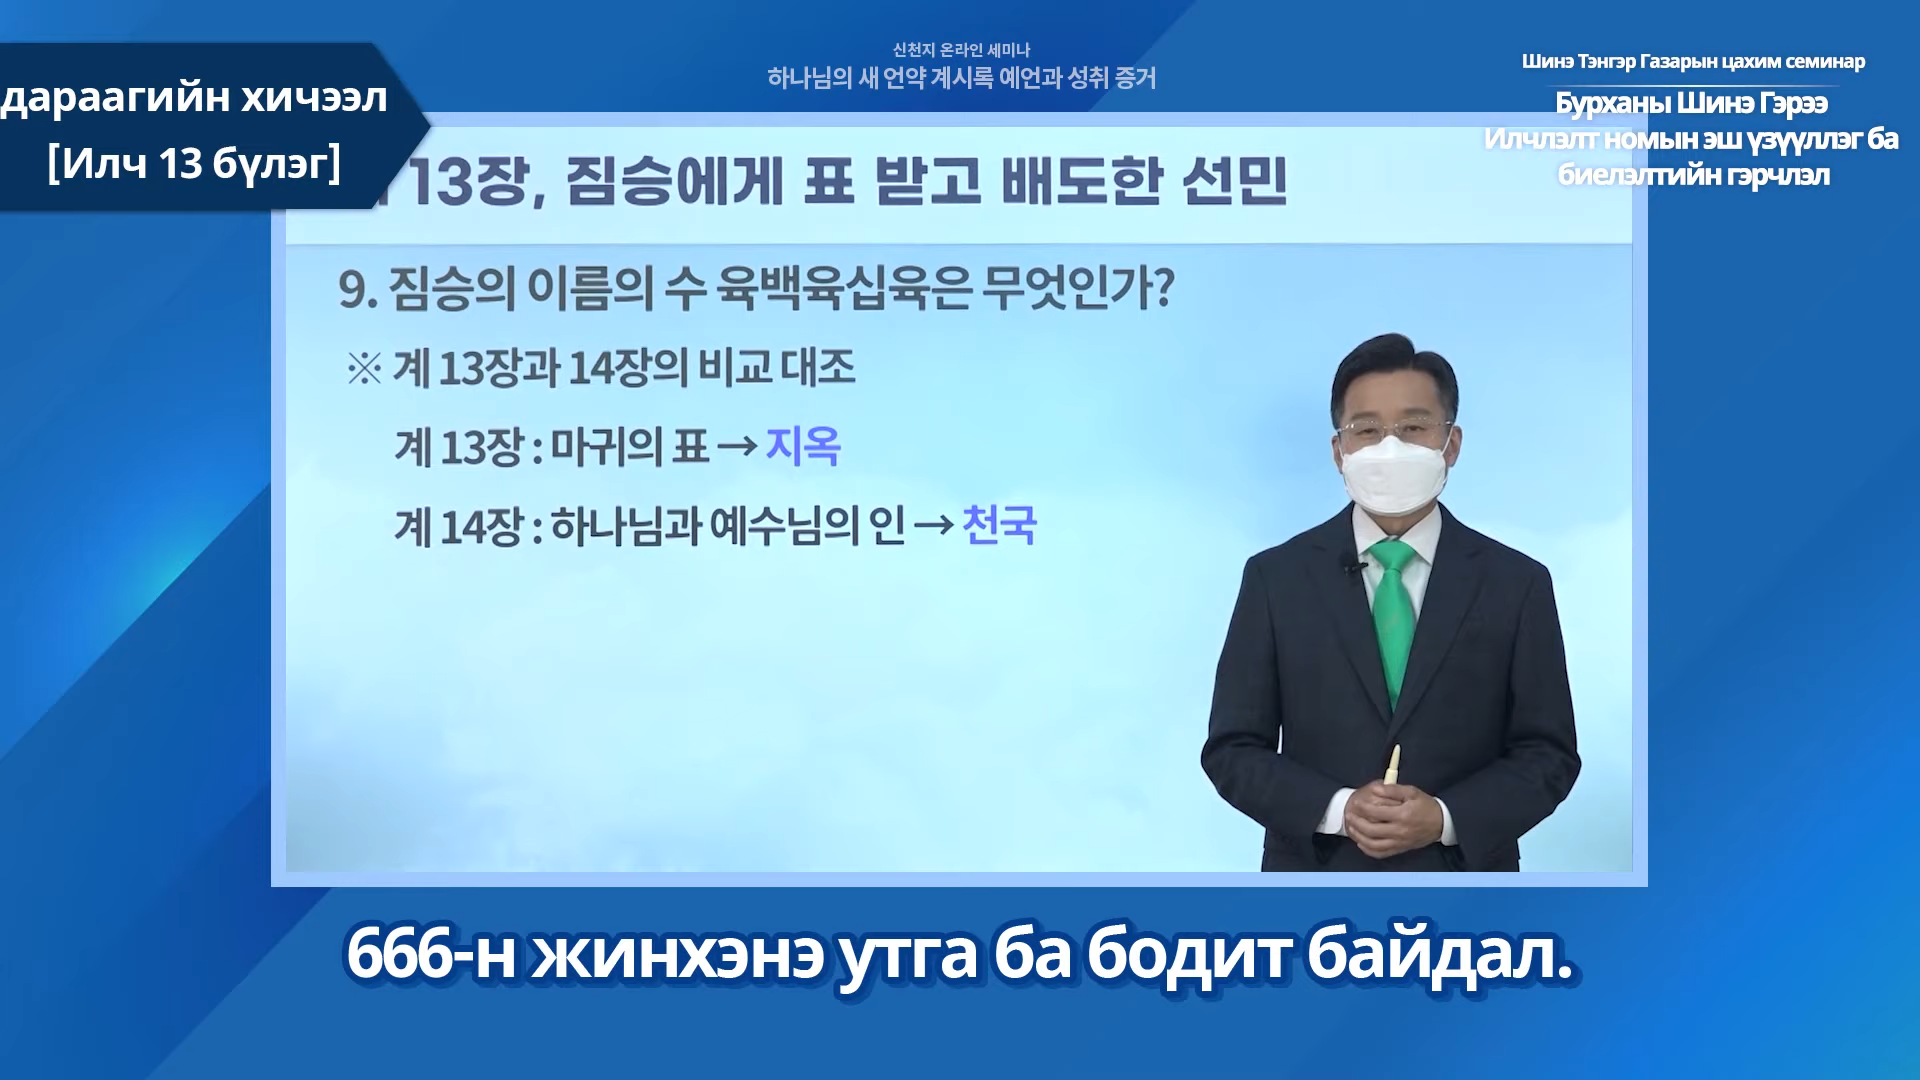 дараагийн хичээл
[Илч 13 бүлэг]
신천지 온라인 세미나
하나님의 새 언약 계시록 예언과 성취 증거
Шинэ Тэнгэр Газарын цахим семинар
Бурханы Шинэ Гэрээ
Илчлэлт номын эш үзүүллэг ба
биелэлтийн гэрчлэл
13장, 짐승에게 표 받고 배도한 선민
9. 짐승의 이름의 수 육백육십육은 무엇인가?
※ 계 13장과 14장의 비교 대조
계 13장 : 마귀의 표 → 지옥
계 14장 : 하나님과 예수님의 인 → 천국
666-н жинхэнэ утга ба бодит байдал.